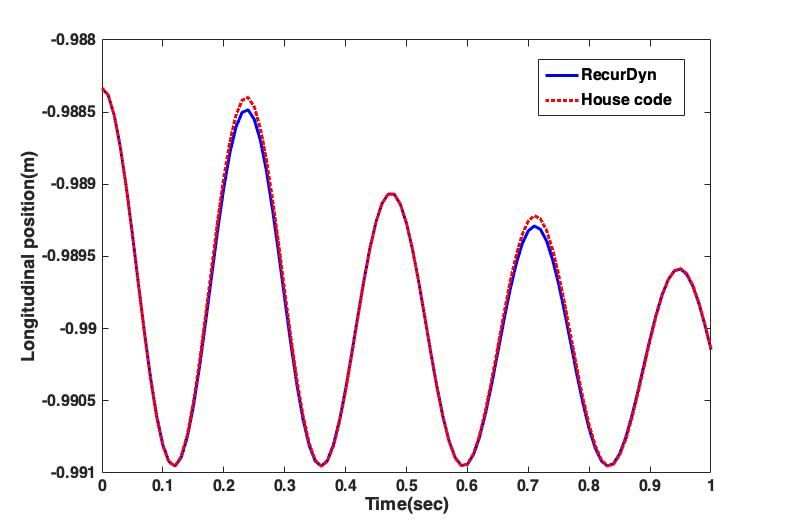 -0.988
-0.9885
-0.989
-0.9895
-0.99
-0.9905
-0.991
Longitudinal position(m)
RecurDyn
House code
0 0.1 0.2 0.3 0.4 0.5 0.6 0.7 0.8 0.9 1
Time(sec)